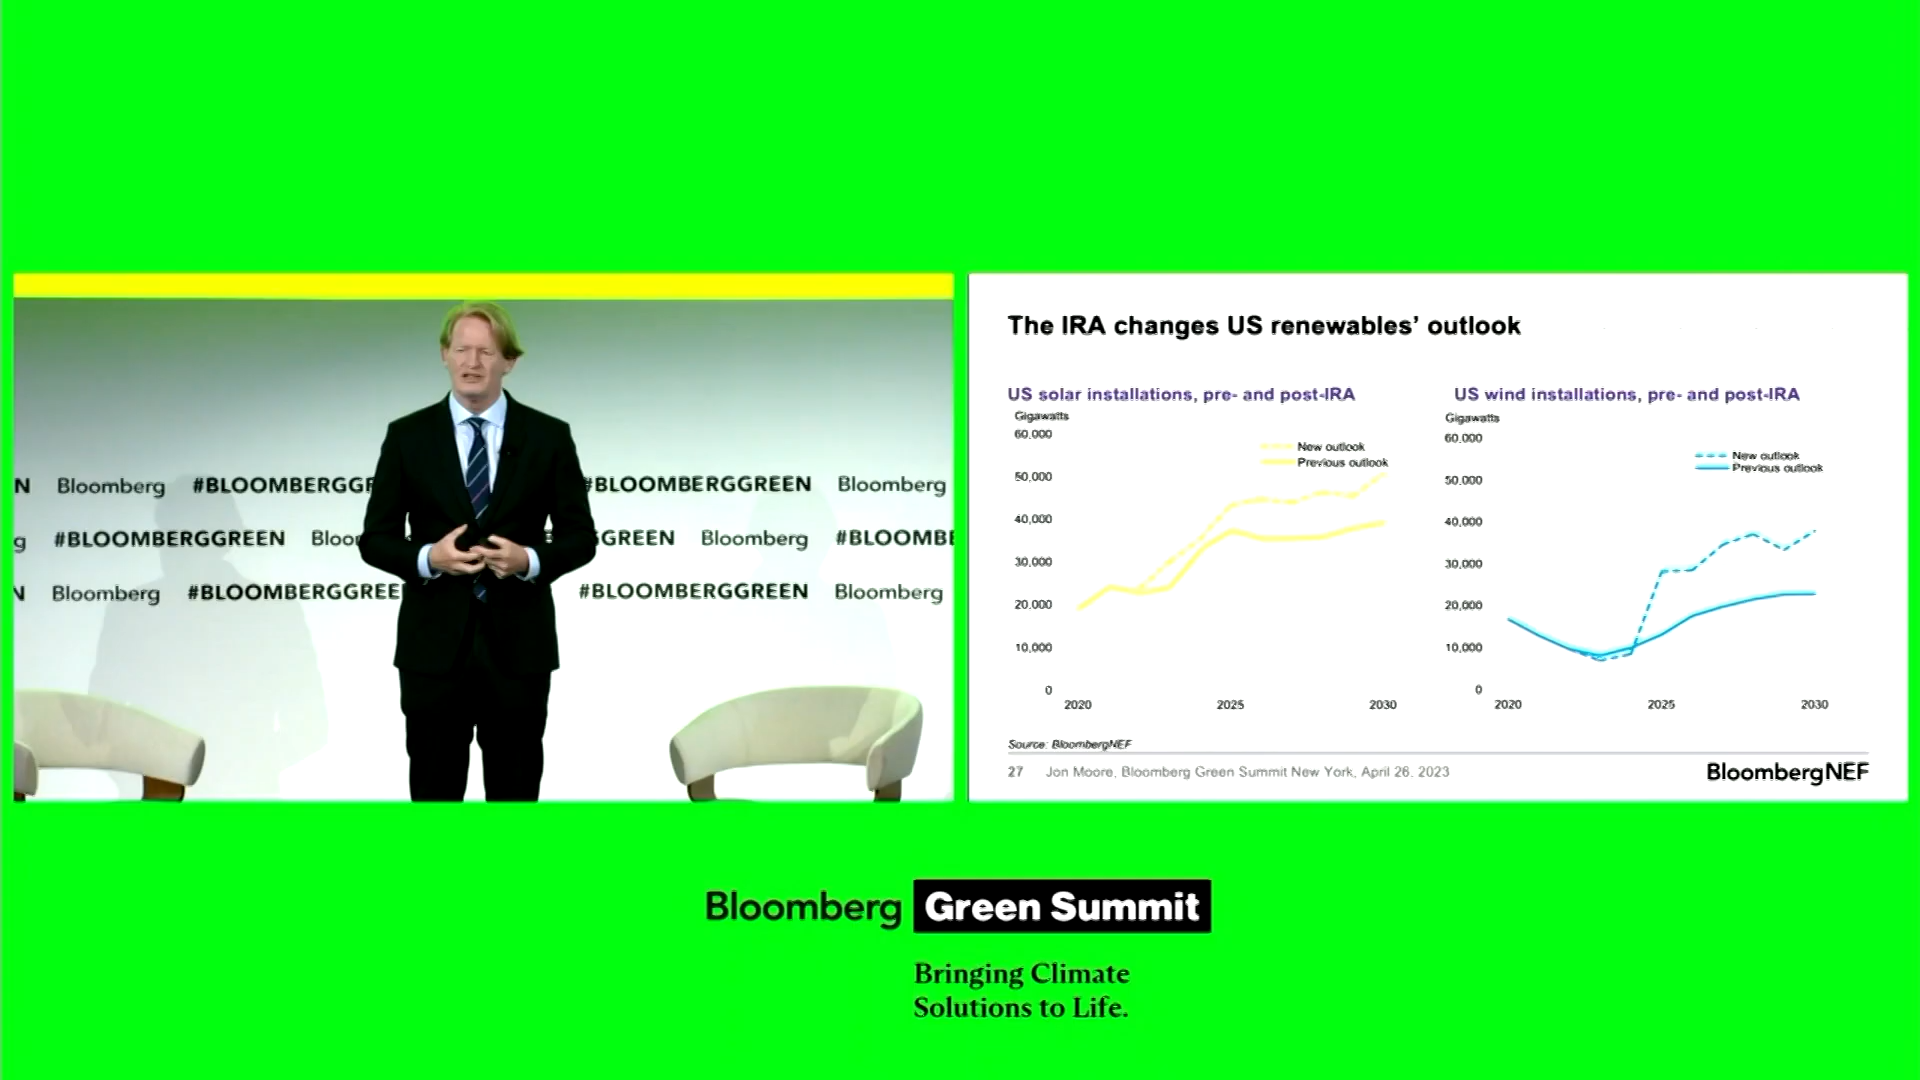 N Bloomberg #BLOOMBERGGR #BLOOMBERGGREEN Bloomberg
g #BLOOMBERGGREEN Bloo GREEN Bloomberg #BLOOMBE
N Bloomberg #BLOOMBERGGREE #BLOOMBERGGREEN Bloomberg
The IRA changes US renewables’ outlook
US solar installations, pre- and post-IRA
Gigawatts
60,000
50,000
40,000
30,000
20,000
10,000
0
New outlook
Previous outlook
2020 2025 2030
US wind installations, pre- and post-IRA
Gigawatts
60,000
50,000
40,000
30,000
20,000
10,000
0
New outlook
Previous outlook
2020 2025 2030
Source: BloombergNEF
27 Jon Moore, Bloomberg Green Summit New York, April 26, 2023
BloombergNEF
Bloomberg Green Summit
Bringing Climate
Solutions to Life.